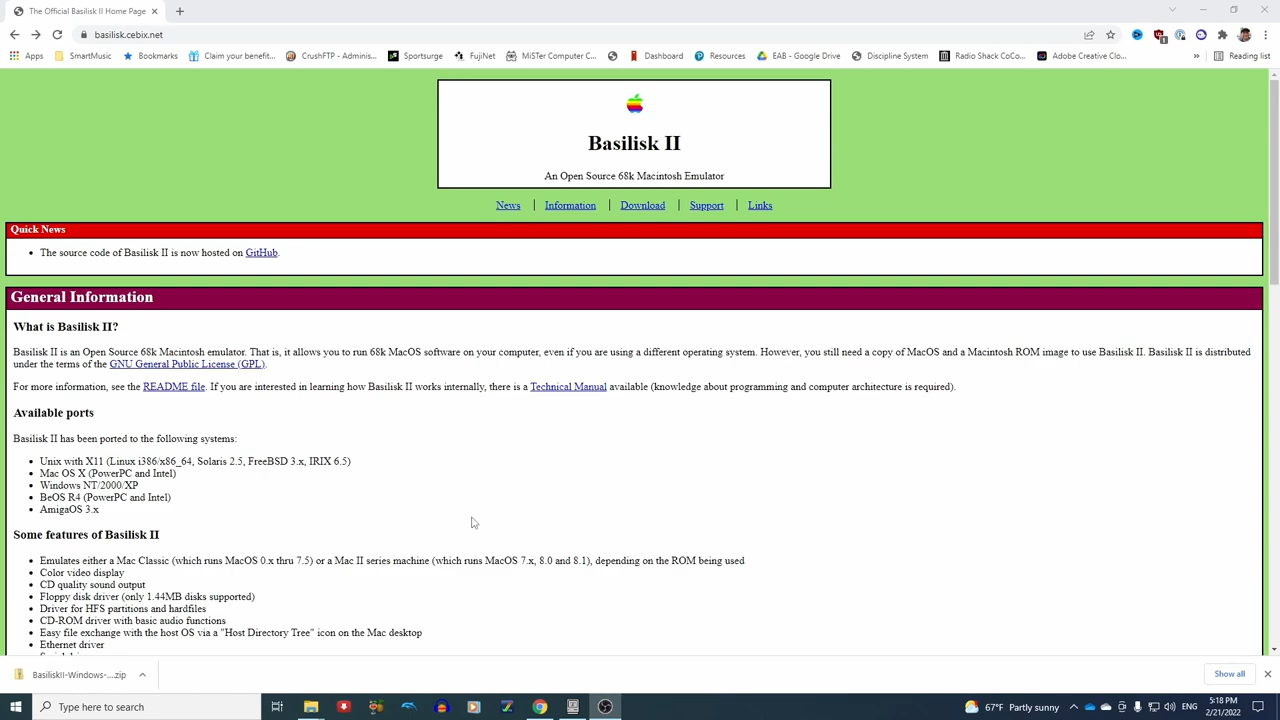 The Official Basilisk II Home Page
basilisk.cebix.net
Apps
SmartMusic
Bookmarks
Claim your benefit...
CrushFTP - Adminis...
Sportsurge
FujiNet
MiSTer Computer C...
Dashboard
Resources
EAB - Google Drive
Discipline System
Radio Shack CoCo...
Adobe Creative Clo...
»
Reading list
Basilisk II
An Open Source 68k Macintosh Emulator
News | Information | Download | Support | Links
Quick News
• The source code of Basilisk II is now hosted on GitHub.
General Information
What is Basilisk II?
Basilisk II is an Open Source 68k Macintosh emulator. That is, it allows you to run 68k MacOS software on your computer, even if you are using a different operating system. However, you still need a copy of MacOS and a Macintosh ROM image to use Basilisk II. Basilisk II is distributed
under the terms of the GNU General Public License (GPL).
For more information, see the README file. If you are interested in learning how Basilisk II works internally, there is a Technical Manual available (knowledge about programming and computer architecture is required).
Available ports
Basilisk II has been ported to the following systems:
• Unix with X11 (Linux i386/x86_64, Solaris 2.5, FreeBSD 3.x, IRIX 6.5)
• Mac OS X (PowerPC and Intel)
• Windows NT/2000/XP
• BeOS R4 (PowerPC and Intel)
• AmigaOS 3.x
Some features of Basilisk II
• Emulates either a Mac Classic (which runs MacOS 0.x thru 7.5) or a Mac II series machine (which runs MacOS 7.x, 8.0 and 8.1), depending on the ROM being used
• Color video display
• CD quality sound output
• Floppy disk driver (only 1.44MB disks supported)
• Driver for HFS partitions and hardfiles
• CD-ROM driver with basic audio functions
• Easy file exchange with the host OS via a "Host Directory Tree" icon on the Mac desktop
• Ethernet driver
BasiliskII-Windows-....zip
Show all
Type here to search
67°F Partly sunny
ENG
5:18 PM
2/21/2022